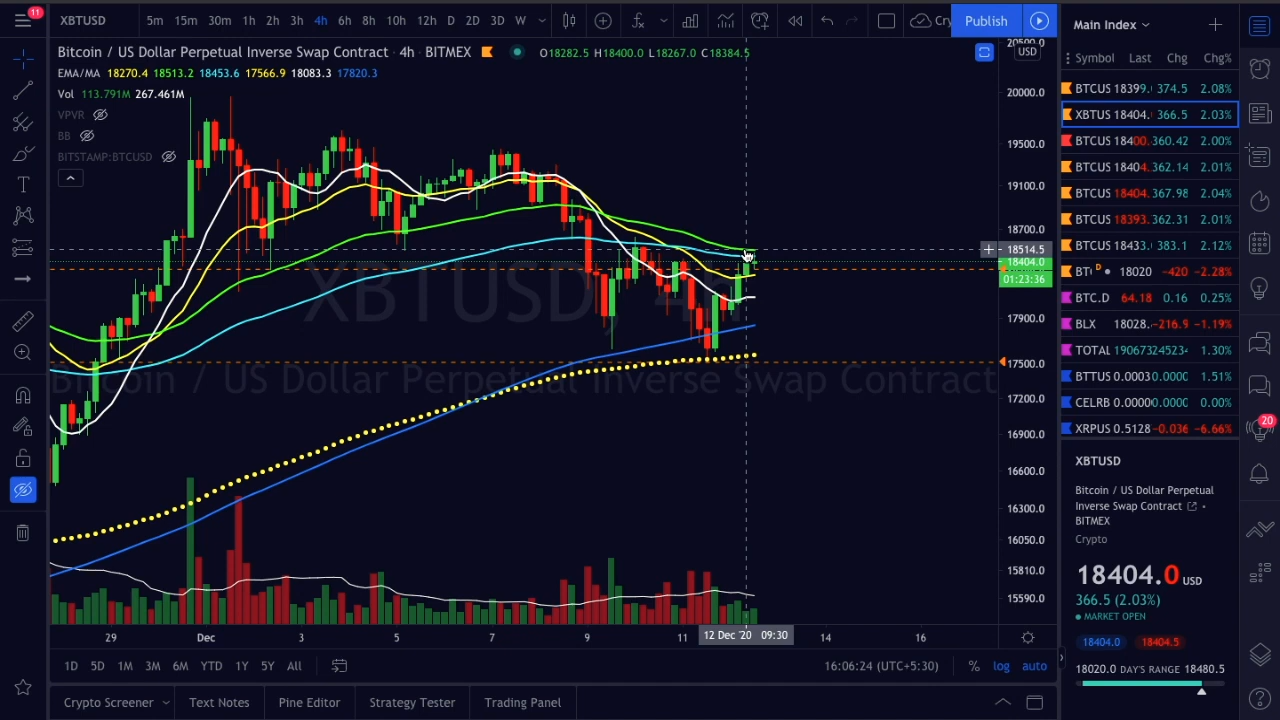 11
XBTUSD
5m 15m 30m 1h 2h 3h 4h 6h 8h 10h 12h D 2D 3D W
Cry
Publish
Main Index
Bitcoin / US Dollar Perpetual Inverse Swap Contract · 4h · BITMEX
O18282.5 H18400.0 L18267.0 C18384.5
USD
EMA/MA 18270.4 18513.2 18453.6 17566.9 18083.3 17820.3
Vol 113.791M 267.461M
VPVR
BB
BITSTAMP:BTCUSD
XBTUSD, 4h
Bitcoin / US Dollar Perpetual Inverse Swap Contract
20500.0
20000.0
19500.0
19100.0
18700.0
18514.5
18404.0
01:23:36
17900.0
17500.0
17200.0
16900.0
16600.0
16300.0
16050.0
15810.0
15590.0
29 Dec 3 5 7 9 11 12 Dec '20 09:30 14 16
1D 5D 1M 3M 6M YTD 1Y 5Y All
16:06:24 (UTC+5:30) % log auto
Crypto Screener Text Notes Pine Editor Strategy Tester Trading Panel
Symbol Last Chg Chg%
BTCUS 18399. 374.5 2.08%
XBTUS 18404. 366.5 2.03%
BTCUS 18400. 360.42 2.00%
BTCUS 18404. 362.14 2.01%
BTCUS 18404. 367.98 2.04%
BTCUS 18393. 362.31 2.01%
BTCUS 18433. 383.1 2.12%
BT D 18020 −420 −2.28%
BTC.D 64.18 0.16 0.25%
BLX 18028. −216.9 −1.19%
TOTAL 19067324523 1.30%
BTTUS 0.0003 0.0000 1.51%
CELRB 0.0000 0.0000 0.00%
XRPUS 0.5128 −0.036 −6.66%
20
XBTUSD
Bitcoin / US Dollar Perpetual
Inverse Swap Contract •
BITMEX
Crypto
18404.0 USD
366.5 (2.03%)
MARKET OPEN
18404.0 18404.5
18020.0 DAY'S RANGE 18480.5